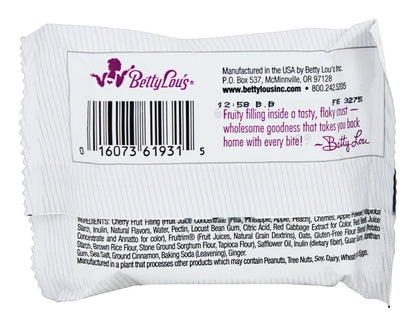 Betty Lou's®
Manufactured in the USA by Betty Lou's Inc.
P.O. Box 537, McMinnville, OR 97128
www.bettylousinc.com • 800.242.5205
12:58 B.B
FE 3275
0 16073 61931 5
Fruity filling inside a tasty, flaky crust —
wholesome goodness that takes you back
home with every bite! — Betty Lou
INGREDIENTS: Cherry Fruit Filling (Fruit Juice Concentrate (Pear, Pineapple, Apple, Peach), Cherries, Apple Powder,
Starch, Inulin, Natural Flavors, Water, Pectin, Locust Bean Gum, Citric Acid, Red Cabbage Extract for Color, Red Beet Juice
Concentrate and Annatto for color), Fruitrim® (Fruit Juices, Natural Grain Dextrins), Oats, Gluten-Free Flour Potato
Starch, Brown Rice Flour, Stone Ground Sorghum Flour, Tapioca Flour), Safflower Oil, Inulin (dietary fiber), Guar Gum, Xanthan
Gum, Sea Salt, Ground Cinnamon, Baking Soda (Leavening), Ginger.
Manufactured in a plant that processes other products which may contain Peanuts, Tree Nuts, Soy, Dairy, Wheat, Eggs.